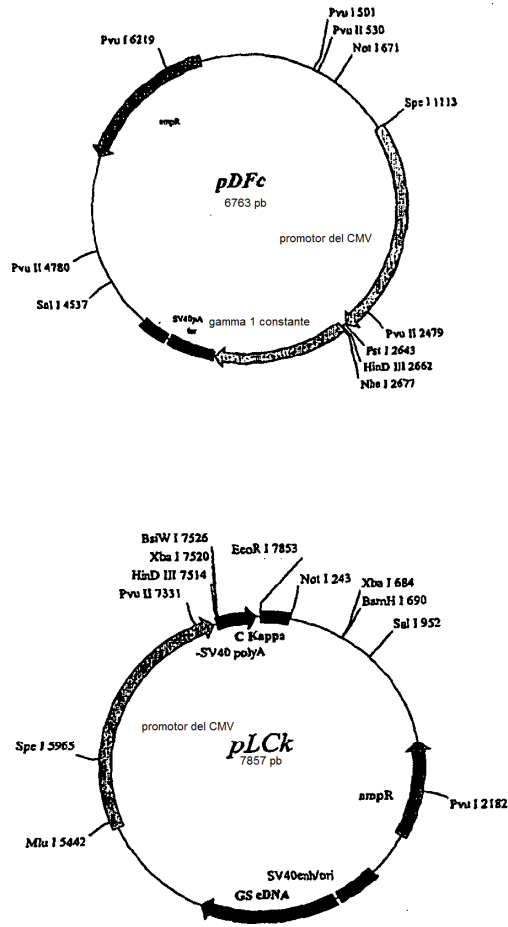 Pvu I 501
Pvu II 530
Not I 671
Pvu I 6219
Spe I 1113
ampR
pDFc
6763 pb
promotor del CMV
Pvu II 4780
Sal I 4537
SV40pA
ter
gamma 1 constante
Pvu II 2479
Pst I 2643
HinD III 2662
Nhe I 2677
BsiW I 7526
EcoR I 7853
Xba I 7520
HinD III 7514
Not I 243
Xba I 684
Pvu II 7331
BamH I 690
Sal I 952
C Kappa
-SV40 polyA
promotor del CMV
pLCk
7857 pb
Spe I 5965
ampR
Pvu I 2182
Mlu I 5442
SV40enh/ori
GS cDNA